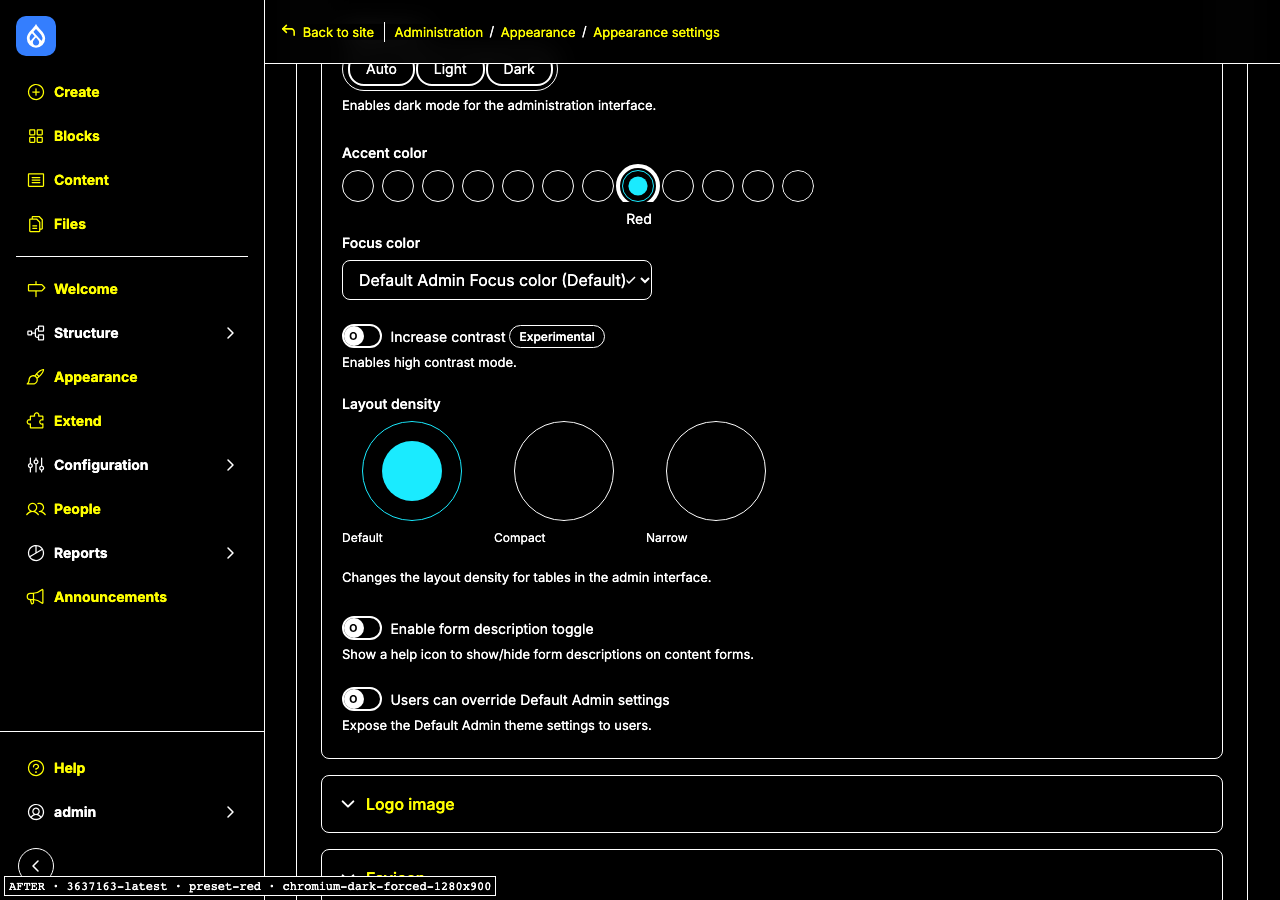 Back to site
Administration / Appearance / Appearance settings
Create
Blocks
Content
Files
Welcome
Structure
Appearance
Extend
Configuration
People
Reports
Announcements
Help
admin
Auto Light Dark
Enables dark mode for the administration interface.
Accent color
Red
Focus color
Default Admin Focus color (Default)
Increase contrast Experimental
Enables high contrast mode.
Layout density
Default Compact Narrow
Changes the layout density for tables in the admin interface.
Enable form description toggle
Show a help icon to show/hide form descriptions on content forms.
Users can override Default Admin settings
Expose the Default Admin theme settings to users.
Logo image
Favicon
AFTER · 3637163-latest · preset-red · chromium-dark-forced-1280x900